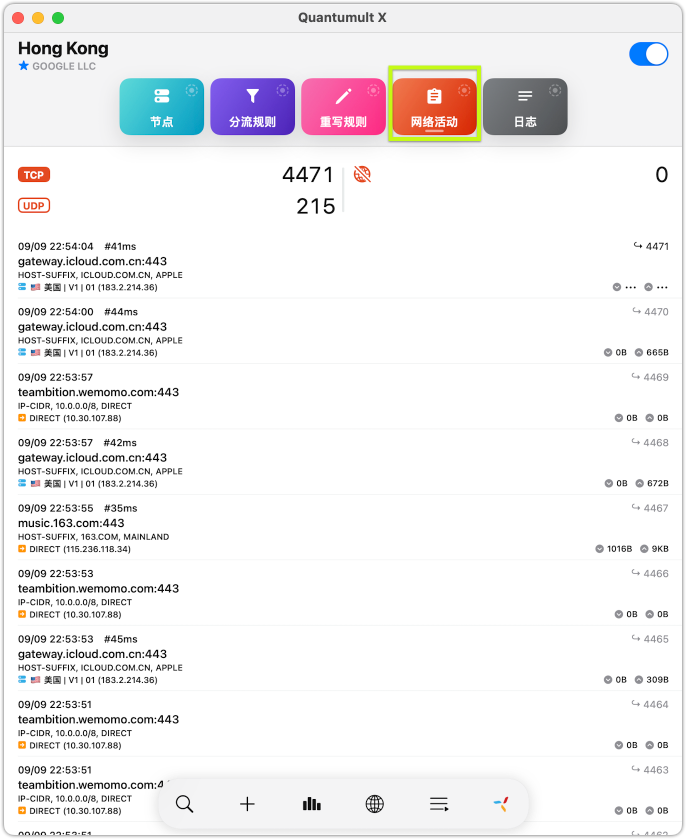 Quantumult X
Hong Kong
GOOGLE LLC
节点
分流规则
重写规则
网络活动
日志
TCP
4471
0
UDP
215
09/09 22:54:04 #41ms
4471
gateway.icloud.com.cn:443
HOST-SUFFIX, ICLOUD.COM.CN, APPLE
🇺🇸 美国 | V1 | 01 (183.2.214.36)
••• •••
09/09 22:54:00 #44ms
4470
gateway.icloud.com.cn:443
HOST-SUFFIX, ICLOUD.COM.CN, APPLE
🇺🇸 美国 | V1 | 01 (183.2.214.36)
0B 665B
09/09 22:53:57
4469
teambition.wemomo.com:443
IP-CIDR, 10.0.0.0/8, DIRECT
DIRECT (10.30.107.88)
0B 0B
09/09 22:53:57 #42ms
4468
gateway.icloud.com.cn:443
HOST-SUFFIX, ICLOUD.COM.CN, APPLE
🇺🇸 美国 | V1 | 01 (183.2.214.36)
0B 672B
09/09 22:53:55 #35ms
4467
music.163.com:443
HOST-SUFFIX, 163.COM, MAINLAND
DIRECT (115.236.118.34)
1016B 9KB
09/09 22:53:53
4466
teambition.wemomo.com:443
IP-CIDR, 10.0.0.0/8, DIRECT
DIRECT (10.30.107.88)
0B 0B
09/09 22:53:53 #45ms
4465
gateway.icloud.com.cn:443
HOST-SUFFIX, ICLOUD.COM.CN, APPLE
🇺🇸 美国 | V1 | 01 (183.2.214.36)
0B 309B
09/09 22:53:51
4464
teambition.wemomo.com:443
IP-CIDR, 10.0.0.0/8, DIRECT
DIRECT (10.30.107.88)
0B 0B
09/09 22:53:51
4463
teambition.wemomo.com:4
IP-CIDR, 10.0.0.0/8, DIRECT
DIRECT (10.30.107.88)
0B 0B